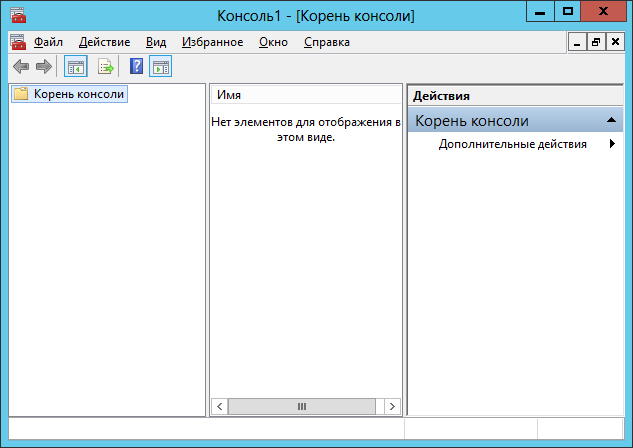 Консоль1 - [Корень консоли]
Файл Действие Вид Избранное Окно Справка
Корень консоли
Имя
Нет элементов для отображения в
этом виде.
Действия
Корень консоли
Дополнительные действия